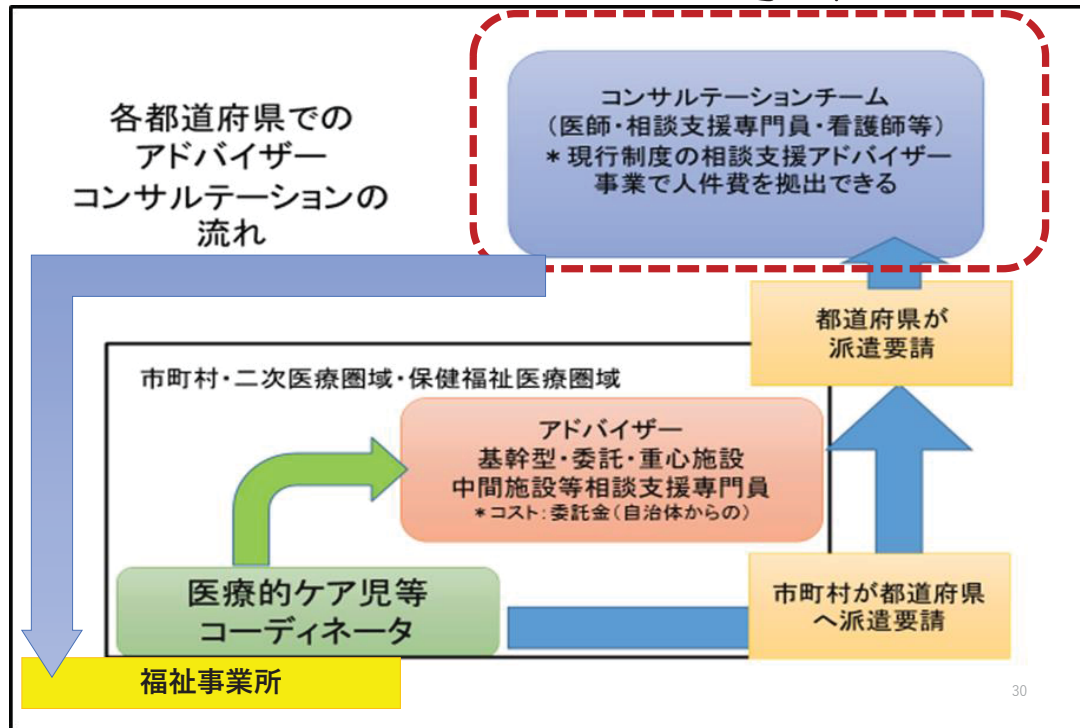 各都道府県での
アドバイザー
コンサルテーションの
流れ
コンサルテーションチーム
(医師・相談支援専門員・看護師等)
*現行制度の相談支援アドバイザー
事業で人件費を拠出できる
都道府県が
派遣要請
市町村・二次医療圏域・保健福祉医療圏域
アドバイザー
基幹型・委託・重心施設
中間施設等相談支援専門員
*コスト:委託金(自治体からの)
医療的ケア児等
コーディネータ
市町村が都道府県
へ派遣要請
福祉事業所
30